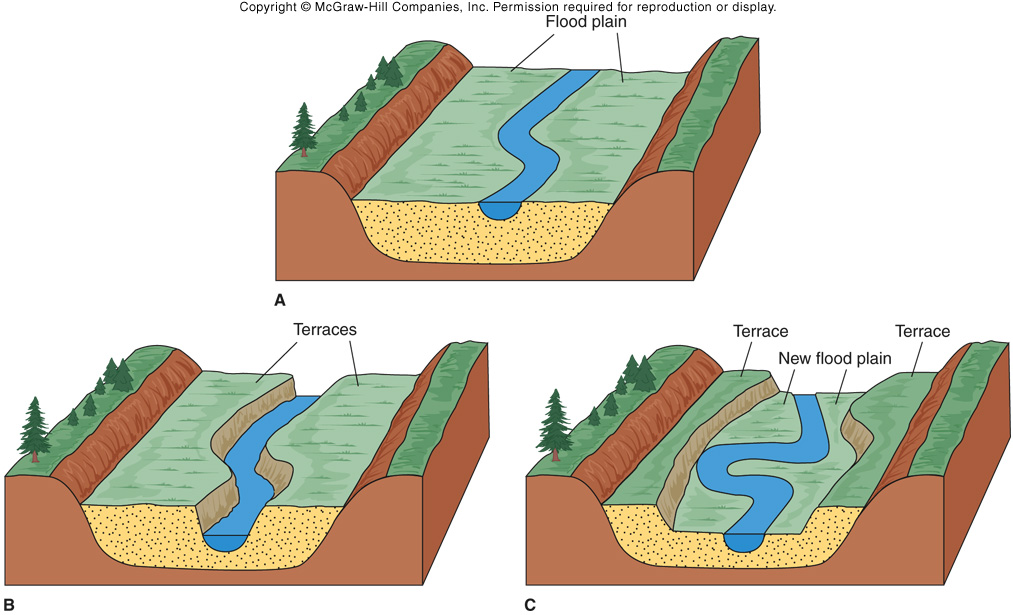 Copyright © McGraw-Hill Companies, Inc. Permission required for reproduction or display.
Flood plain
A
Terraces
B
Terrace
Terrace
New flood plain
C